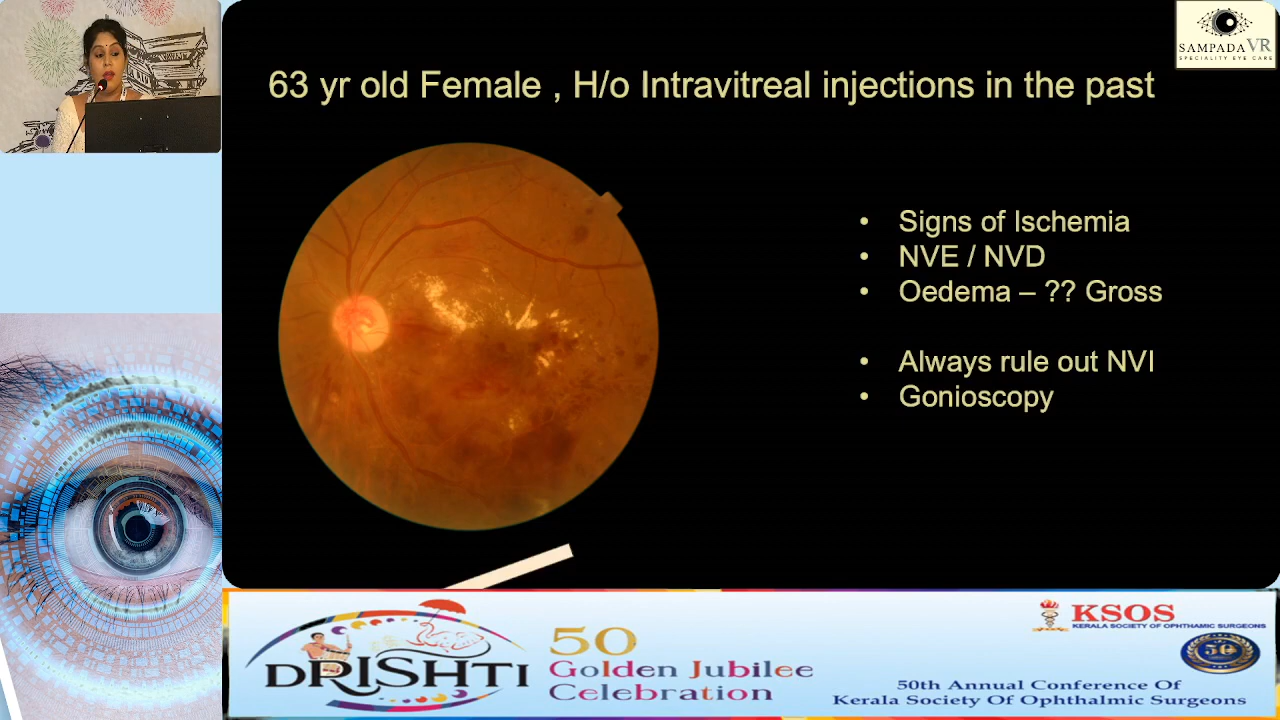 SAMPADA VR
SPECIALITY EYE CARE
63 yr old Female , H/o Intravitreal injections in the past
• Signs of Ischemia
• NVE / NVD
• Oedema – ?? Gross
• Always rule out NVI
• Gonioscopy
DRISHTI
50
Golden Jubilee
Celebration
KSOS
KERALA SOCIETY OF OPHTHAMIC SURGEONS
50
50th Annual Conference Of
Kerala Society Of Ophthalmic Surgeons